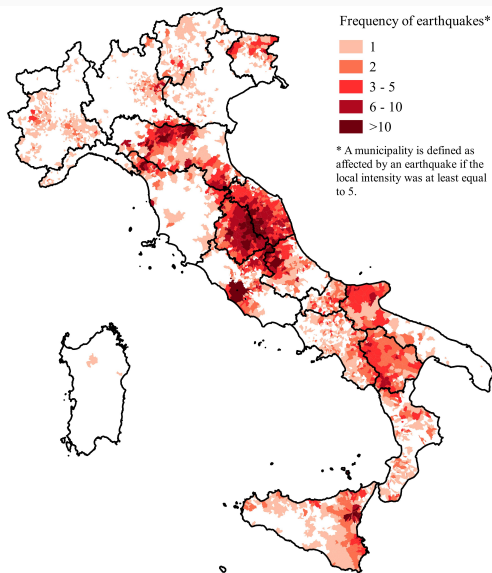 Frequency of earthquakes*
1
2
3 - 5
6 - 10
>10
* A municipality is defined as
affected by an earthquake if the
local intensity was at least equal
to 5.